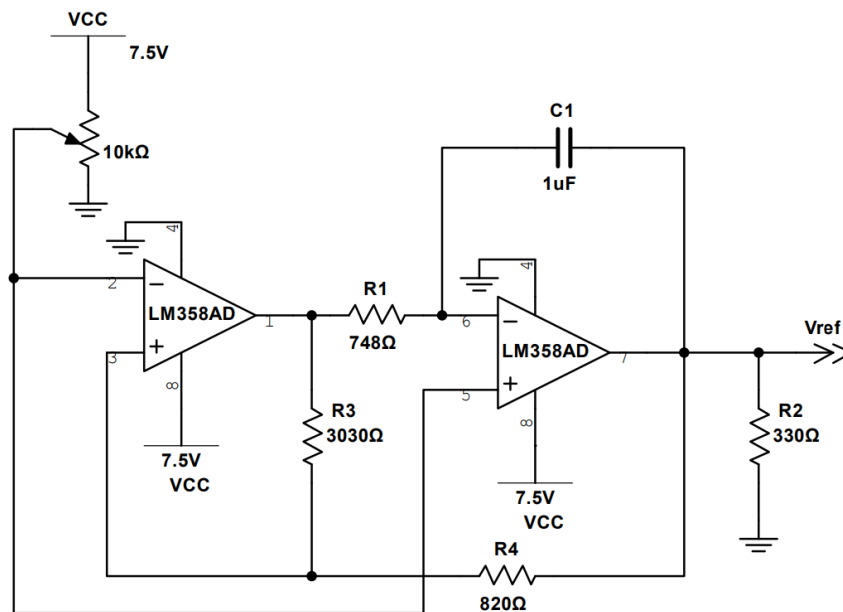 VCC
7.5V
10kΩ
C1
1uF
4
2
LM358AD
1
3
8
7.5V
VCC
R1
748Ω
R3
3030Ω
4
6
LM358AD
7
5
8
7.5V
VCC
Vref
R2
330Ω
R4
820Ω